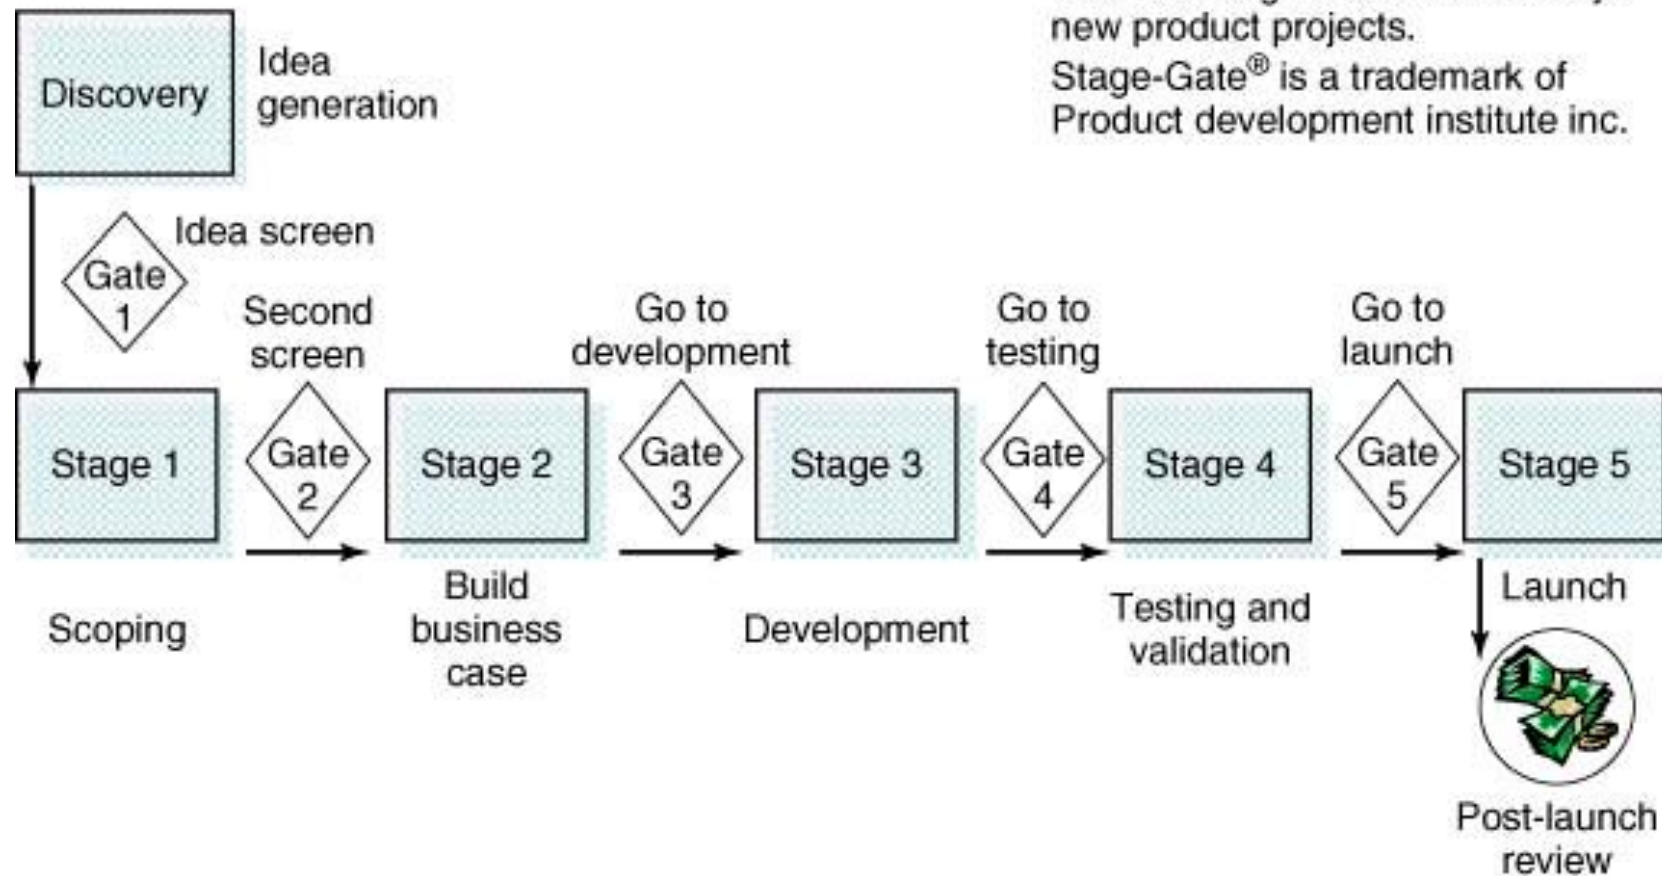 new product projects.
Stage-Gate® is a trademark of
Product development institute inc.
Discovery
Idea
generation
Idea screen
Gate
1
Second
screen
Go to
development
Go to
testing
Go to
launch
Stage 1
Gate
2
Stage 2
Gate
3
Stage 3
Gate
4
Stage 4
Gate
5
Stage 5
Scoping
Build
business
case
Development
Testing and
validation
Launch
Post-launch
review